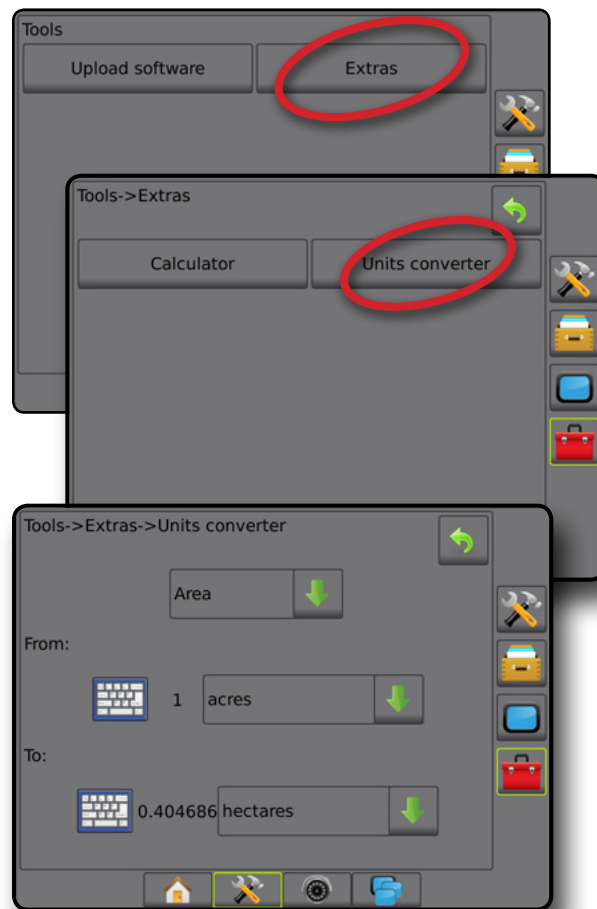 Tools
Upload software Extras
Tools->Extras
Calculator Units converter
Tools->Extras->Units converter
Area
From:
1 acres
To:
0.404686 hectares